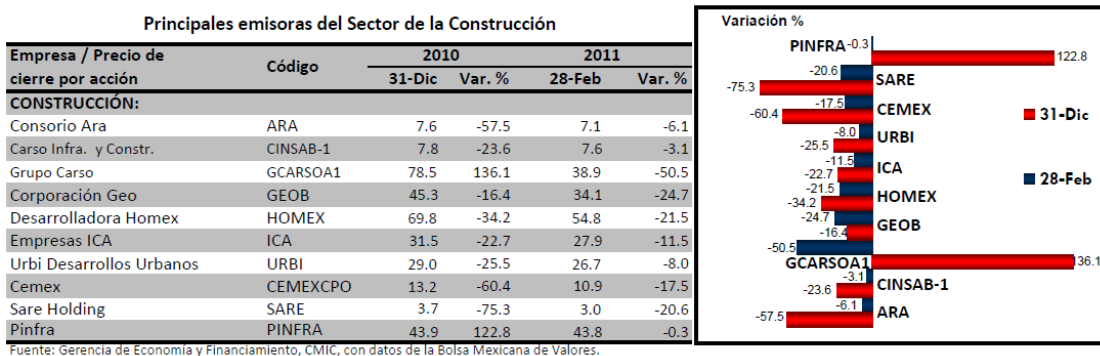 Principales emisoras del Sector de la Construcción
Empresa / Precio de cierre por acción Código 2010 2011
31-Dic Var. % 28-Feb Var. %
CONSTRUCCIÓN:
Consorio Ara ARA 7.6 -57.5 7.1 -6.1
Carso Infra. y Constr. CINSAB-1 7.8 -23.6 7.6 -3.1
Grupo Carso GCARSOA1 78.5 136.1 38.9 -50.5
Corporación Geo GEOB 45.3 -16.4 34.1 -24.7
Desarrolladora Homex HOMEX 69.8 -34.2 54.8 -21.5
Empresas ICA ICA 31.5 -22.7 27.9 -11.5
Urbi Desarrollos Urbanos URBI 29.0 -25.5 26.7 -8.0
Cemex CEMEXCPO 13.2 -60.4 10.9 -17.5
Sare Holding SARE 3.7 -75.3 3.0 -20.6
Pinfra PINFRA 43.9 122.8 43.8 -0.3
Fuente: Gerencia de Economía y Financiamiento, CMIC, con datos de la Bolsa Mexicana de Valores.
Variación %
PINFRA -0.3
122.8
-20.6
SARE
-75.3
-17.5
CEMEX
-60.4
-8.0
URBI
-25.5
-11.5
ICA
-22.7
-21.5
HOMEX
-34.2
-24.7
GEOB
-16.4
-50.5
GCARSOA1 136.1
-3.1
CINSAB-1
-23.6
-6.1
ARA
-57.5
31-Dic
28-Feb